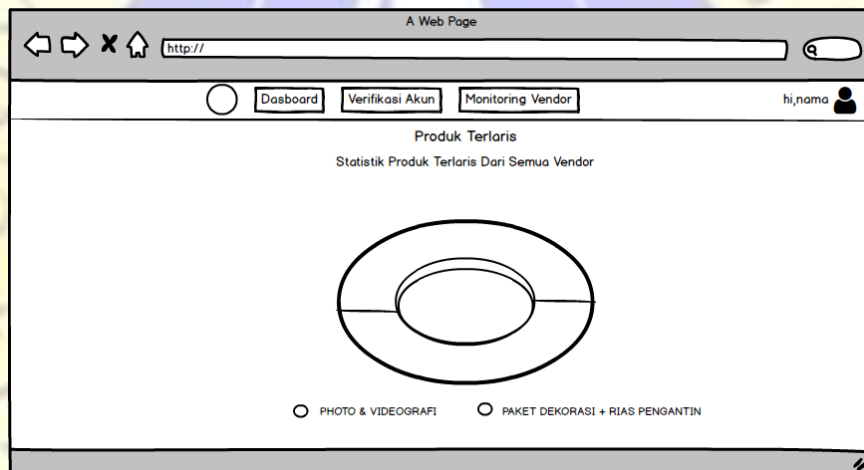 A Web Page
http://
Dasboard Verifikasi Akun Monitoring Vendor hi,nama
Produk Terlaris
Statistik Produk Terlaris Dari Semua Vendor
PHOTO & VIDEOGRAFI PAKET DEKORASI + RIAS PENGANTIN